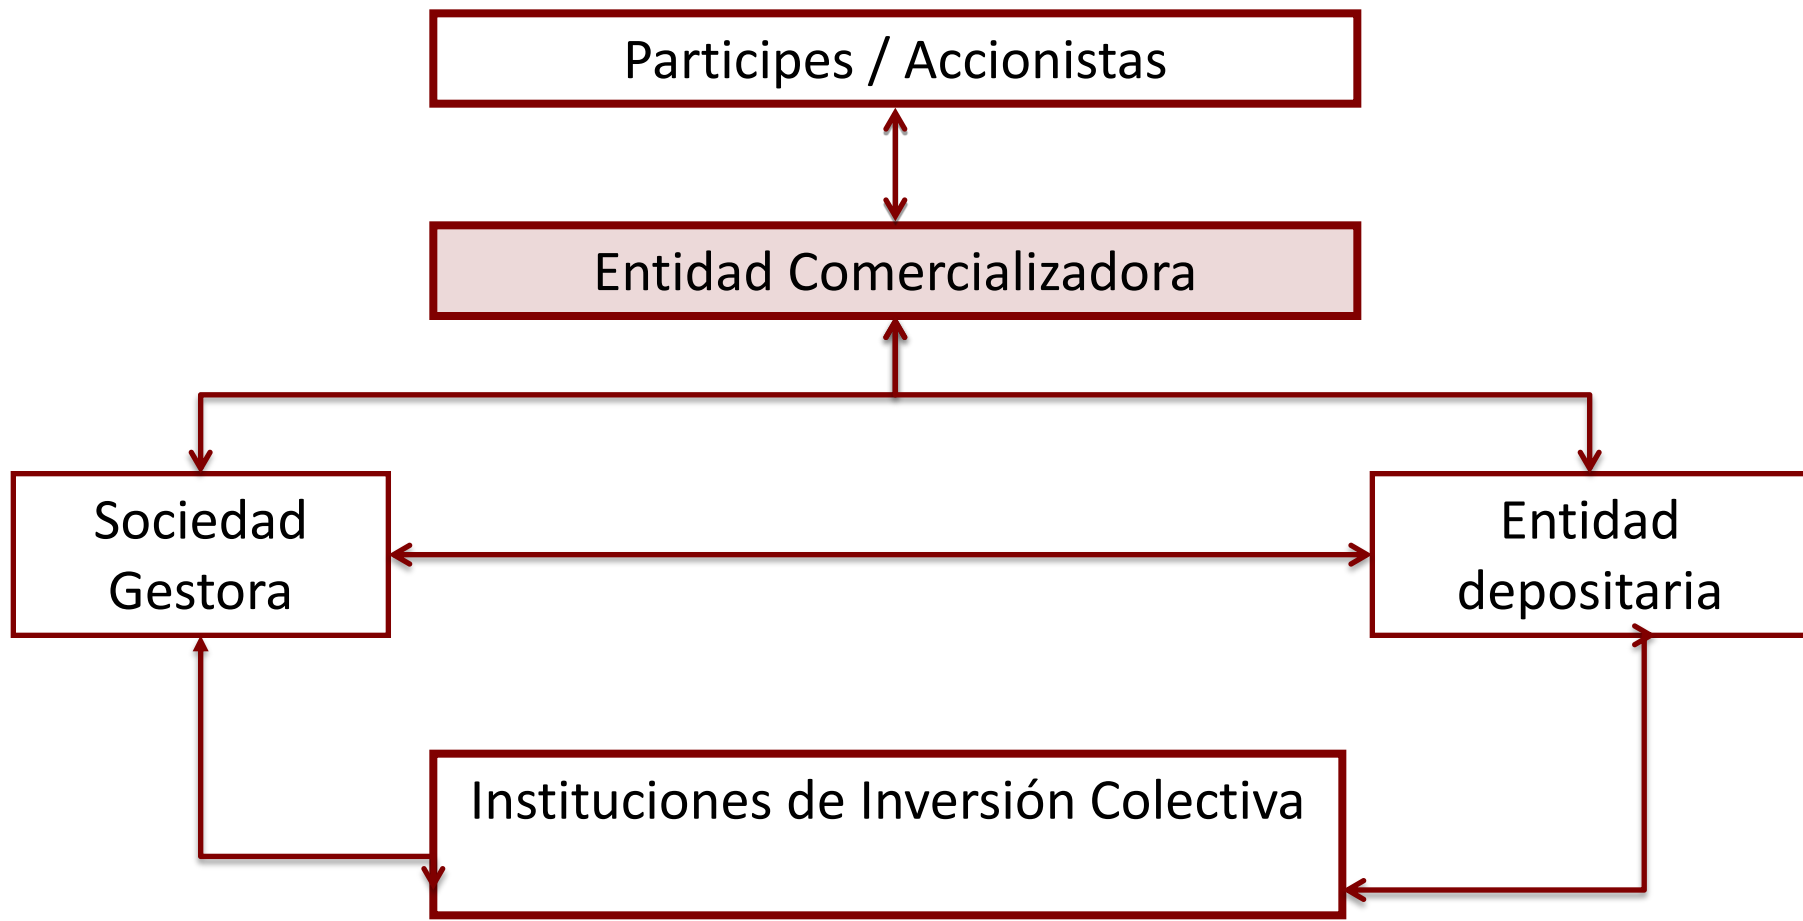 Participes / Accionistas
Entidad Comercializadora
Sociedad
Gestora
Entidad
depositaria
Instituciones de Inversión Colectiva